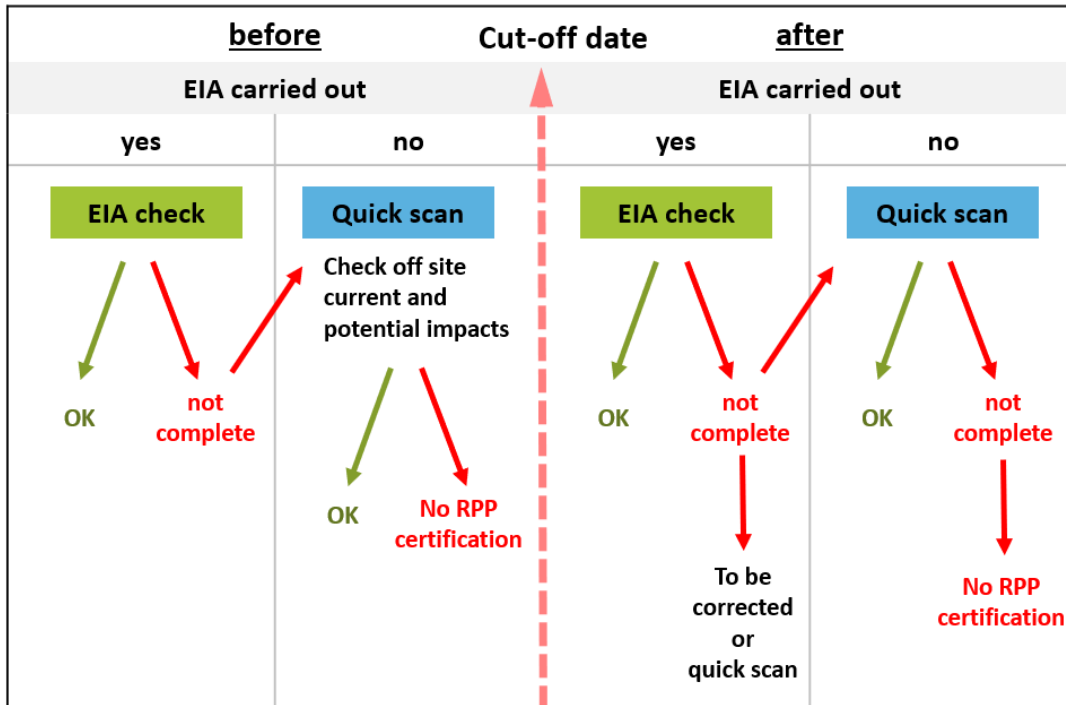 before
Cut-off date
after
EIA carried out
EIA carried out
yes
no
yes
no
EIA check
Quick scan
EIA check
Quick scan
Check off site
current and
potential impacts
OK
not
complete
OK
not
complete
OK
not
complete
OK
No RPP
certification
To be
corrected
or
quick scan
No RPP
certification